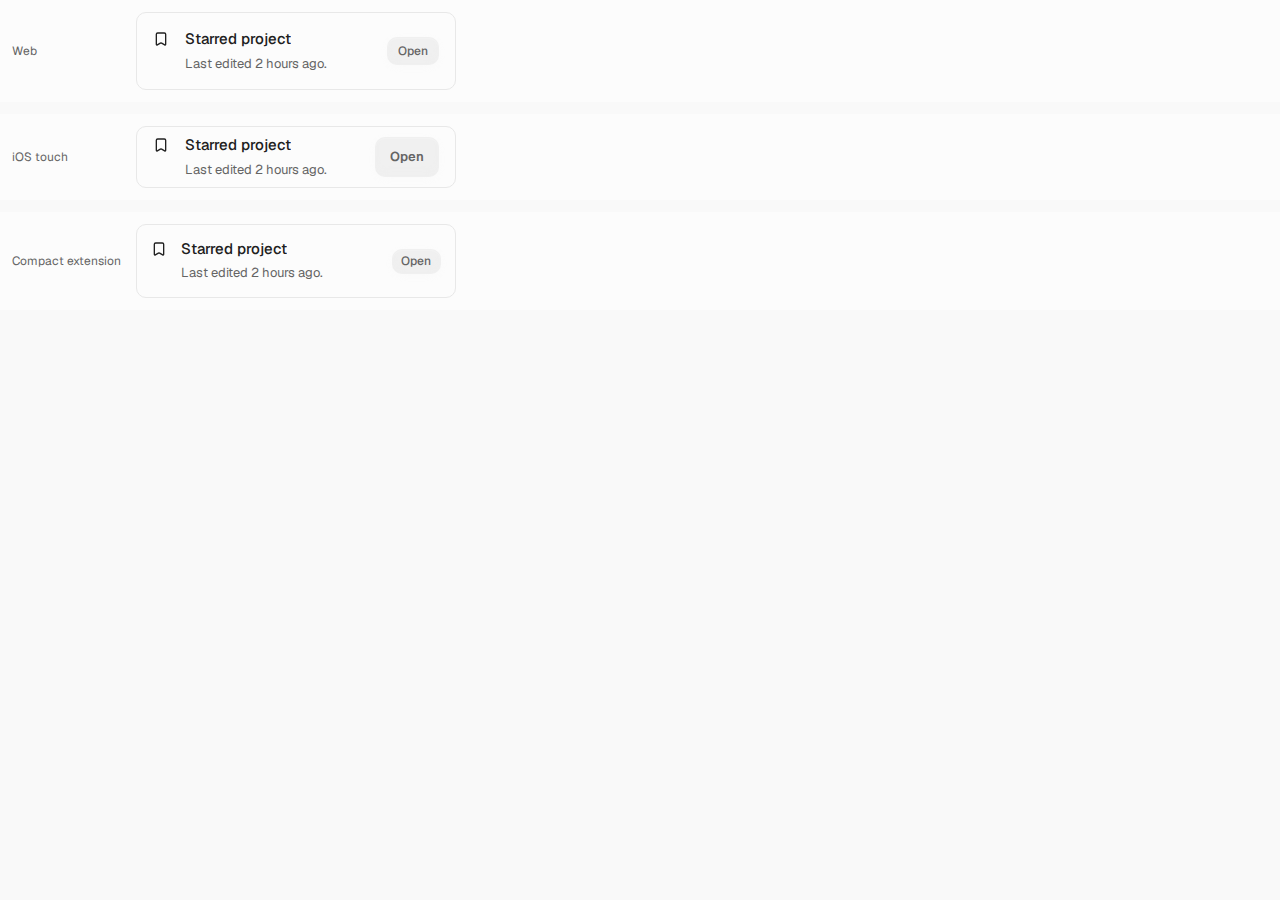 Web
Starred project
Last edited 2 hours ago.
Open
iOS touch
Starred project
Last edited 2 hours ago.
Open
Compact extension
Starred project
Last edited 2 hours ago.
Open